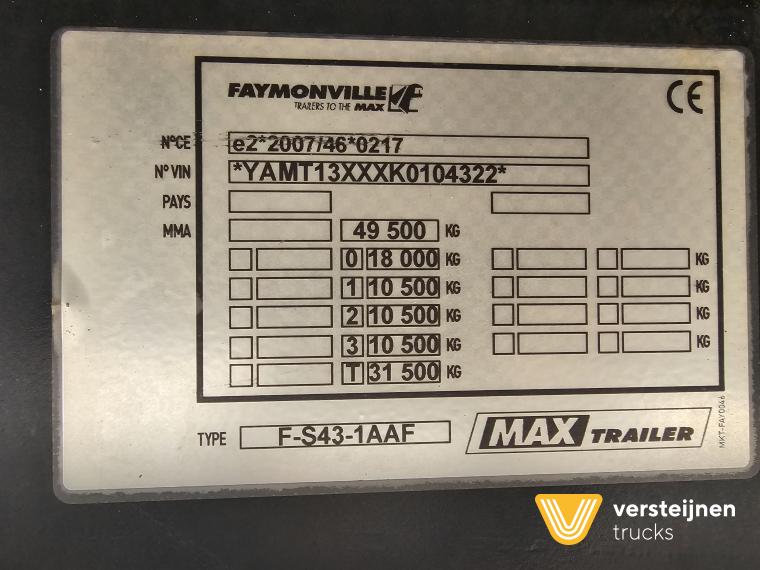 FAYMONVILLE
TRAILERS TO THE MAX
CE
N°CE e2*2007/46*0217
N° VIN *YAMT13XXXK0104322*
PAYS
MMA 49 500 KG
0 18 000 KG KG
1 10 500 KG KG
2 10 500 KG KG
3 10 500 KG KG
T 31 500 KG
TYPE F-S43-1AAF
MAX TRAILER
MKT-FAY0046
versteijnen
trucks